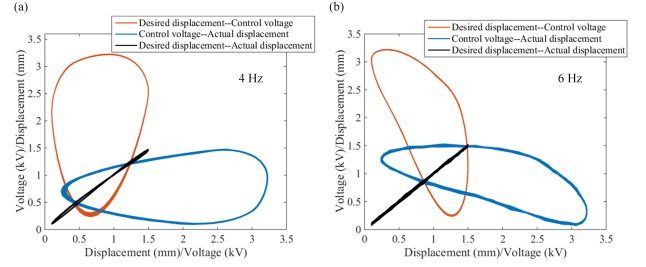 (a)
Desired displacement--Control voltage
Control voltage--Actual displacement
Desired displacement--Actual displacement
4 Hz
Voltage (kV)/Displacement (mm)
3.5
3
2.5
2
1.5
1
0.5
0
0 0.5 1 1.5 2 2.5 3 3.5
Displacement (mm)/Voltage (kV)
(b)
Desired displacement--Control voltage
Control voltage--Actual displacement
Desired displacement--Actual displacement
6 Hz
Voltage (kV)/Displacement (mm)
3.5
3
2.5
2
1.5
1
0.5
0
0 0.5 1 1.5 2 2.5 3 3.5
Displacement (mm)/Voltage (kV)